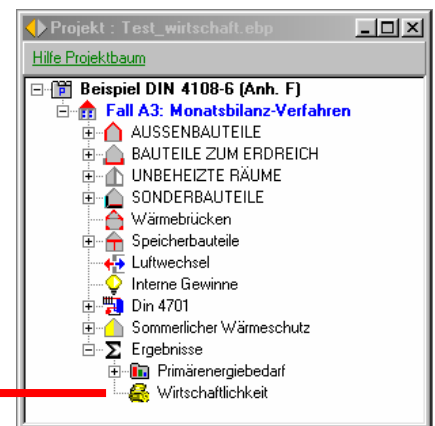 Projekt : Test_wirtschaft.ebp
Hilfe Projektbaum
Beispiel DIN 4108-6 (Anh. F)
Fall A3: Monatsbilanz-Verfahren
AUSSENBAUTEILE
BAUTEILE ZUM ERDREICH
UNBEHEIZTE RÄUME
SONDERBAUTEILE
Wärmebrücken
Speicherbauteile
Luftwechsel
Interne Gewinne
Din 4701
Sommerlicher Wärmeschutz
Ergebnisse
Primärenergiebedarf
Wirtschaftlichkeit